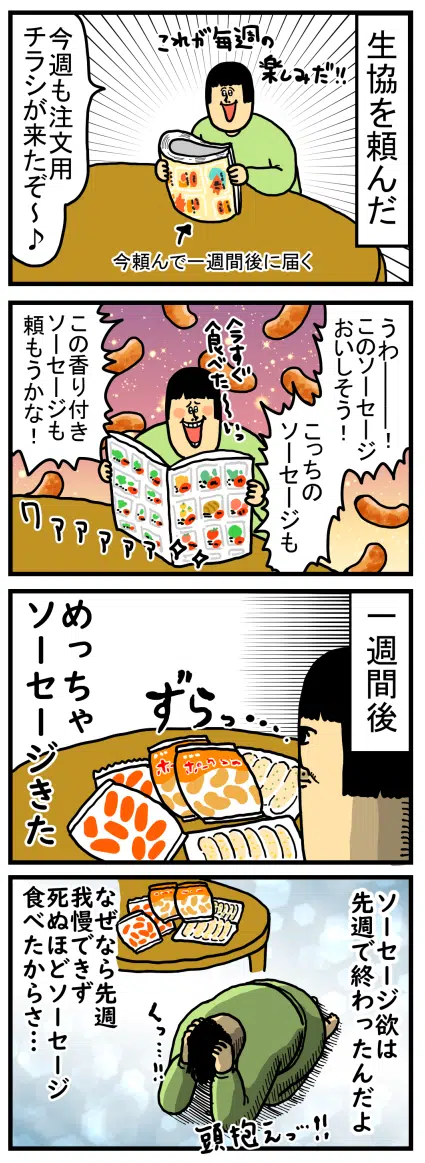 生協を頼んだ
これが毎週の
楽しみだ!!
今週も注文用
チラシが来たぞ～♪
今頼んで一週間後に届く
うわ――！
このソーセージ
おいしそう！
今すぐ
食べた～いっ
こっちの
ソーセージも
この香り付き
ソーセージも
頼もうかな！
クァァァァァ
一週間後
ずらっ・・・・
めっちゃ
ソーセージきた
ポーク
ソーセージ欲は
先週で終わったんだよ
なぜなら先週
我慢できず
死ぬほどソーセージ
食べたからさ…
くっ…!!
頭抱えっ…!!